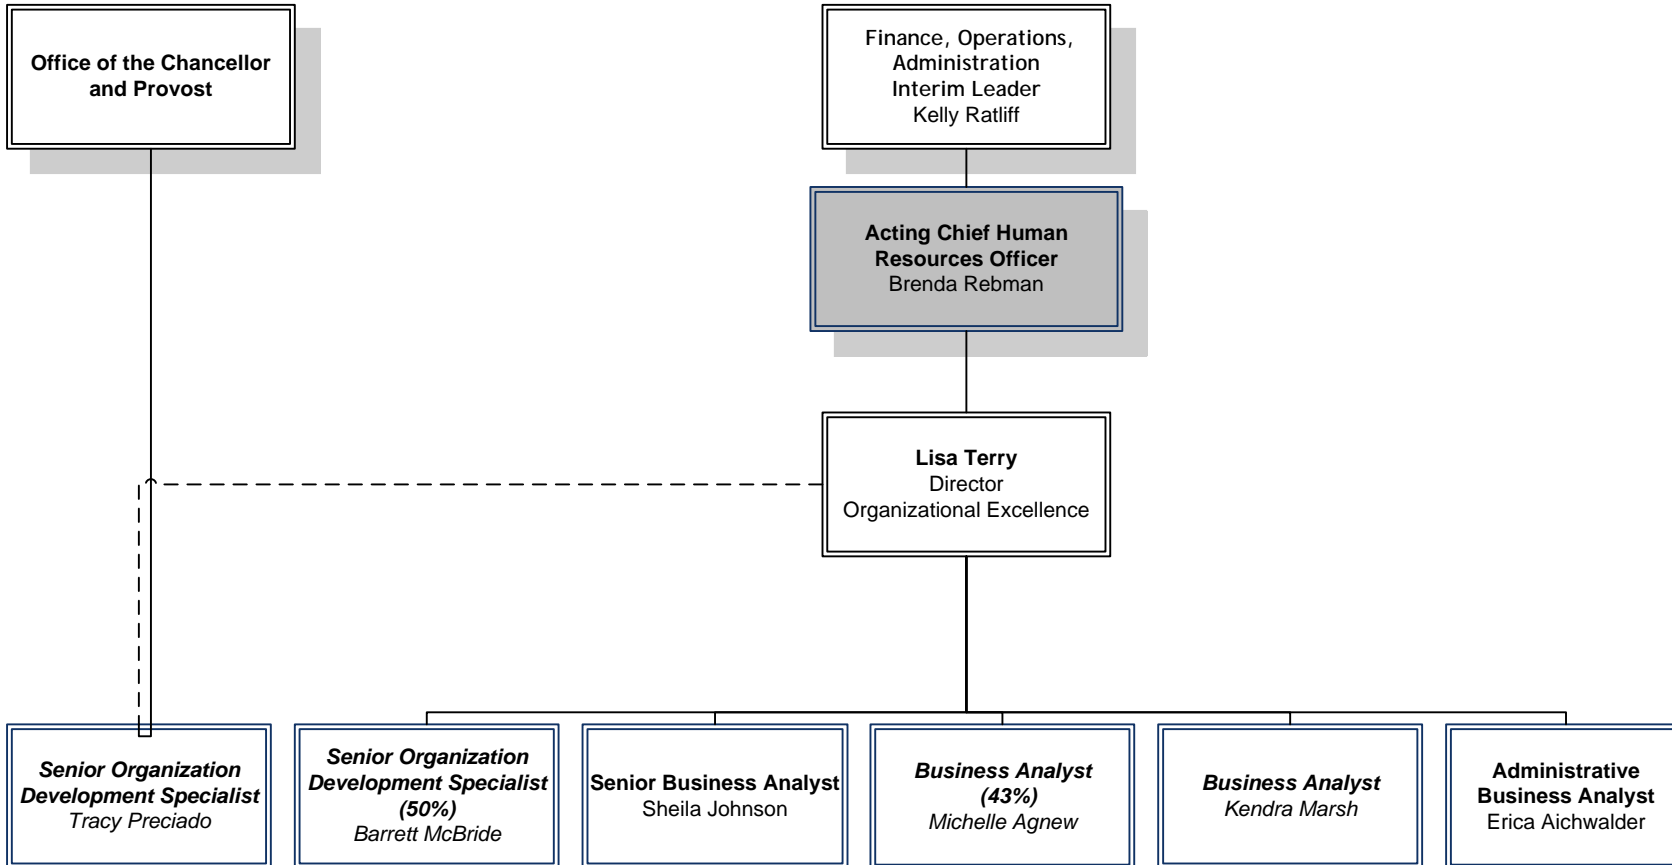 Office of the Chancellor
and Provost
Finance, Operations,
Administration
Interim Leader
Kelly Ratliff
Acting Chief Human
Resources Officer
Brenda Rebman
Lisa Terry
Director
Organizational Excellence
Senior Organization
Development Specialist
Tracy Preciado
Senior Organization
Development Specialist
(50%)
Barrett McBride
Senior Business Analyst
Sheila Johnson
Business Analyst
(43%)
Michelle Agnew
Business Analyst
Kendra Marsh
Administrative
Business Analyst
Erica Aichwalder